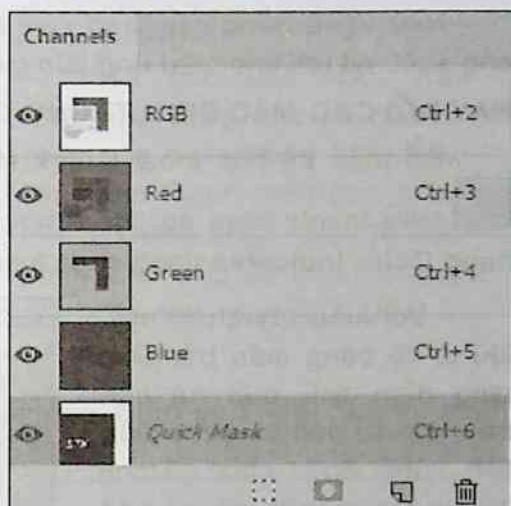 Channels
RGB Ctrl+2
Red Ctrl+3
Green Ctrl+4
Blue Ctrl+5
Quick Mask Ctrl+6